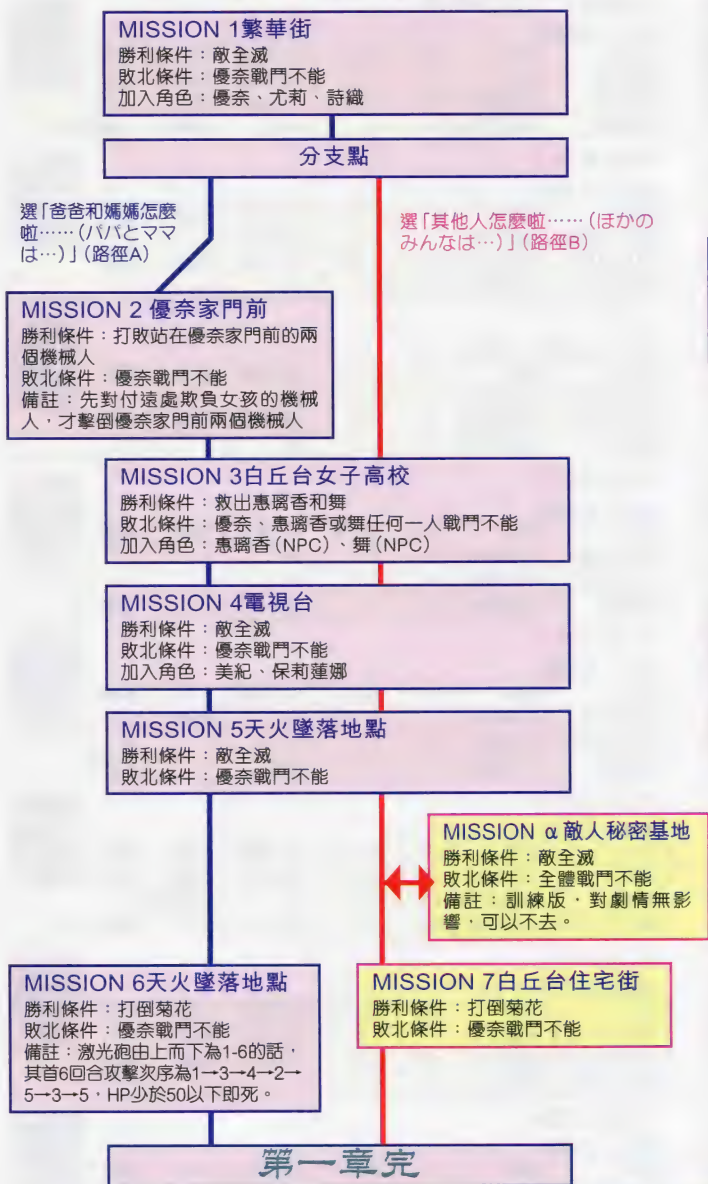 MISSION 1繁華街
勝利條件：敵全滅
敗北條件：優奈戰鬥不能
加入角色：優奈、尤莉、詩織
分支點
選「爸爸和媽媽怎麼
啦……（パパとママ
は…）」（路徑A）
選「其他人怎麼啦……（ほかの
みんなは…）」（路徑B）
MISSION 2 優奈家門前
勝利條件：打敗站在優奈家門前的兩
個機械人
敗北條件：優奈戰鬥不能
備註：先對付遠處欺負女孩的機械
人，才擊倒優奈家門前兩個機械人
MISSION 3白丘台女子高校
勝利條件：救出惠璃香和舞
敗北條件：優奈、惠璃香或舞任何一人戰鬥不能
加入角色：惠璃香（NPC）、舞（NPC）
MISSION 4電視台
勝利條件：敵全滅
敗北條件：優奈戰鬥不能
加入角色：美紀、保莉蓮娜
MISSION 5天火墜落地點
勝利條件：敵全滅
敗北條件：優奈戰鬥不能
MISSION α敵人秘密基地
勝利條件：敵全滅
敗北條件：全體戰鬥不能
備註：訓練版，對劇情無影
響，可以不去。
MISSION 6天火墜落地點
勝利條件：打倒菊花
敗北條件：優奈戰鬥不能
備註：激光砲由上而下為1-6的話，
其首6回合攻擊次序為1→3→4→2→
5→3→5，HP少於50以下即死。
MISSION 7白丘台住宅街
勝利條件：打倒菊花
敗北條件：優奈戰鬥不能
第一章完